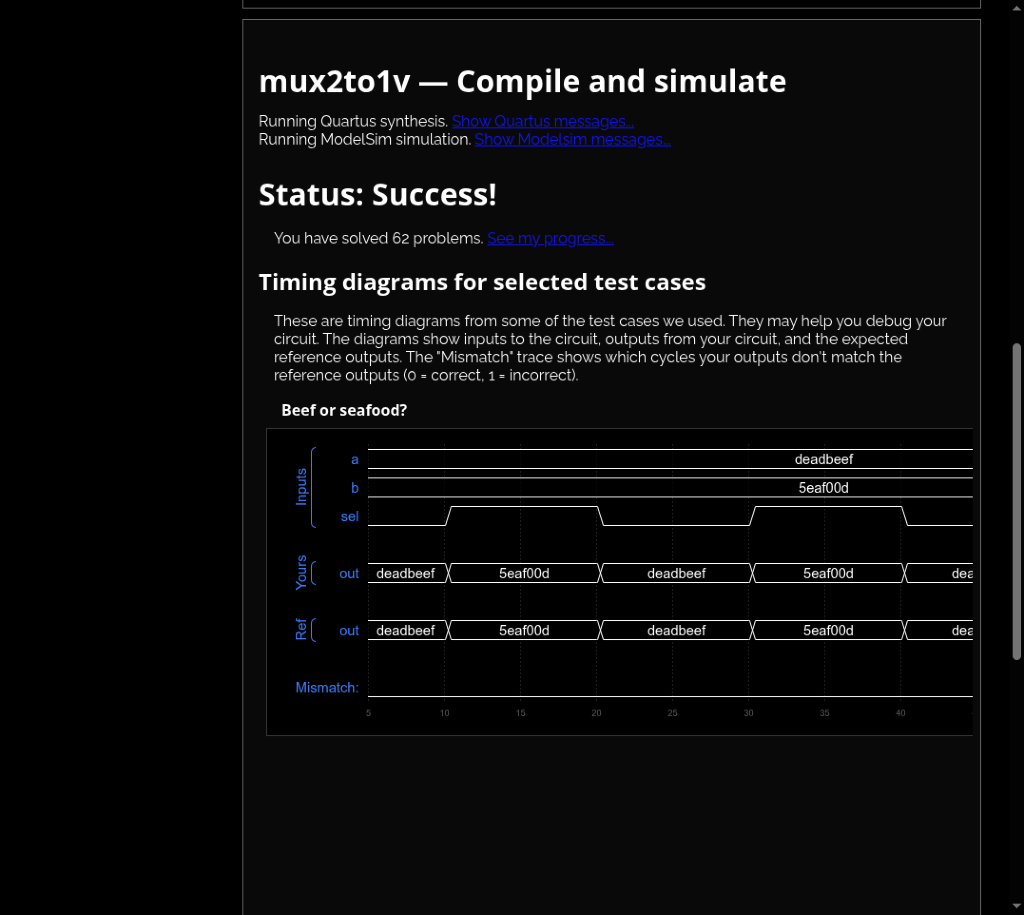 mux2to1v — Compile and simulate
Running Quartus synthesis. Show Quartus messages...
Running ModelSim simulation. Show Modelsim messages...
Status: Success!
You have solved 62 problems. See my progress...
Timing diagrams for selected test cases
These are timing diagrams from some of the test cases we used. They may help you debug your
circuit. The diagrams show inputs to the circuit, outputs from your circuit, and the expected
reference outputs. The "Mismatch" trace shows which cycles your outputs don't match the
reference outputs (0 = correct, 1 = incorrect).
Beef or seafood?
Inputs
a deadbeef
b 5eaf00d
sel
Yours
out deadbeef 5eaf00d deadbeef 5eaf00d dea
Ref
out deadbeef 5eaf00d deadbeef 5eaf00d dea
Mismatch:
5 10 15 20 25 30 35 40